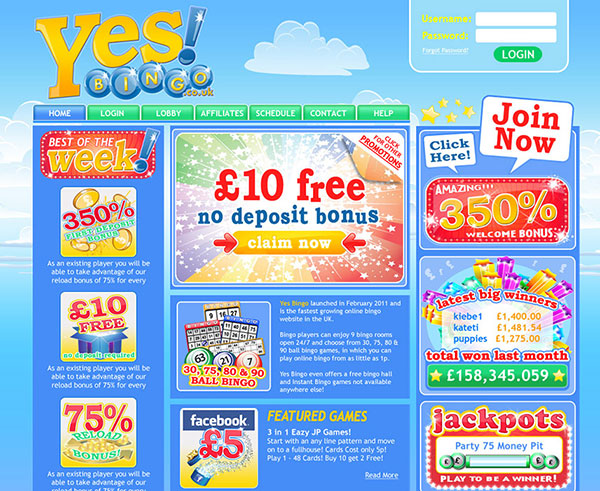 Yes!
BINGO
.co.uk
Username:
Password:
Forgot Password?
LOGIN
HOME
LOGIN
LOBBY
AFFILIATES
SCHEDULE
CONTACT
HELP
BEST OF THE
week!
350%
FIRST DEPOSIT
BONUS
As an existing player you will be
able to take advantage of our
reload bonus of 75% for every
£10
FREE
no deposit required
As an existing player you will be
able to take advantage of our
reload bonus of 75% for every
75%
RELOAD
BONUS!
As an existing player you will be
CLICK
FOR OTHER
PROMOTIONS
£10 free
no deposit bonus
claim now
30, 75, 80 & 90
BALL BINGO
Yes Bingo launched in February 2011 and
is the fastest growing online bingo
website in the UK.
Bingo players can enjoy 9 bingo rooms
open 24/7 and choose from 30, 75, 80 &
90 ball bingo games, in which you can
play online bingo from as little as 1p.
Yes Bingo even offers a free bingo hall
and Instant Bingo games not available
anywhere else!
facebook
£5
FEATURED GAMES
3 In 1 Eazy JP Games!
Start with an any line pattern and move
on to a fullhouse! Cards Cost only 5p!
Play 1 - 48 Cards! Buy 10 get 2 Free!
Read More
Click
Here!
Join
Now
AMAZING!!!
350%
WELCOME BONUS
latest big winners
kiebe1 £1,400.00
kateti £1,481.54
puppies £1,275.00
total won last month
£158,345.059
jackpots
Party 75 Money Pit
PLAY TO BE A WINNER!